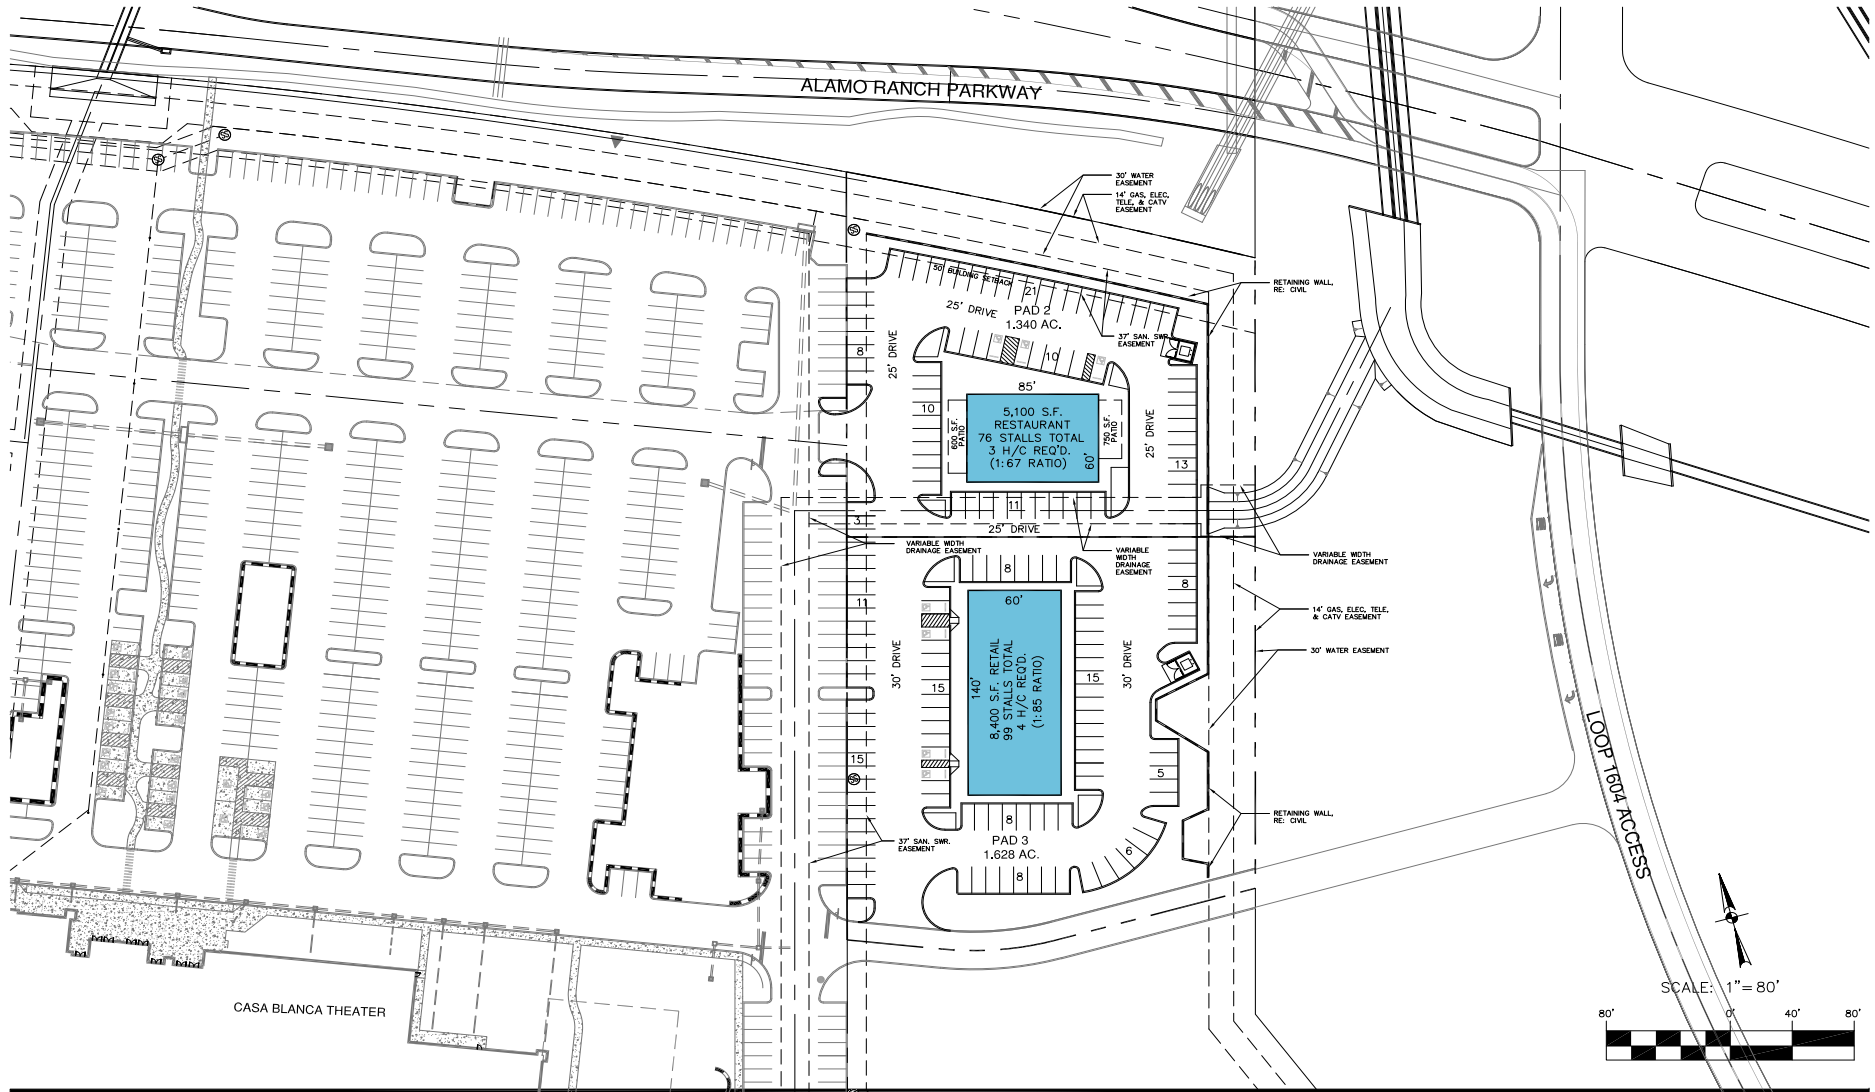 ALAMO RANCH PARKWAY
30' WATER
EASEMENT
14' GAS, ELEC,
TELE, & CATV
EASEMENT
50' BUILDING SETBACK
21
25' DRIVE
PAD 2
1.340 AC.
RETAINING WALL,
RE: CIVIL
37' SAN. SWR.
EASEMENT
8
25' DRIVE
10
85'
10
5,100 S.F.
RESTAURANT
76 STALLS TOTAL
3 H/C REQ'D.
(1:67 RATIO)
60'
600 S.F.
PATIO
750 S.F.
PATIO
25' DRIVE
13
11
3
25' DRIVE
VARIABLE WIDTH
DRAINAGE EASEMENT
VARIABLE
WIDTH
DRAINAGE
EASEMENT
VARIABLE WIDTH
DRAINAGE EASEMENT
8
8
11
60'
14' GAS, ELEC, TELE,
& CATV EASEMENT
30' WATER EASEMENT
30' DRIVE
15
140'
8,400 S.F. RETAIL
99 STALLS TOTAL
4 H/C REQ'D.
(1:85 RATIO)
15
30' DRIVE
15
5
8
RETAINING WALL,
RE: CIVIL
37' SAN. SWR.
EASEMENT
PAD 3
1.628 AC.
6
8
LOOP 1604 ACCESS
CASA BLANCA THEATER
SCALE: 1"=80'
80' 0' 40' 80'